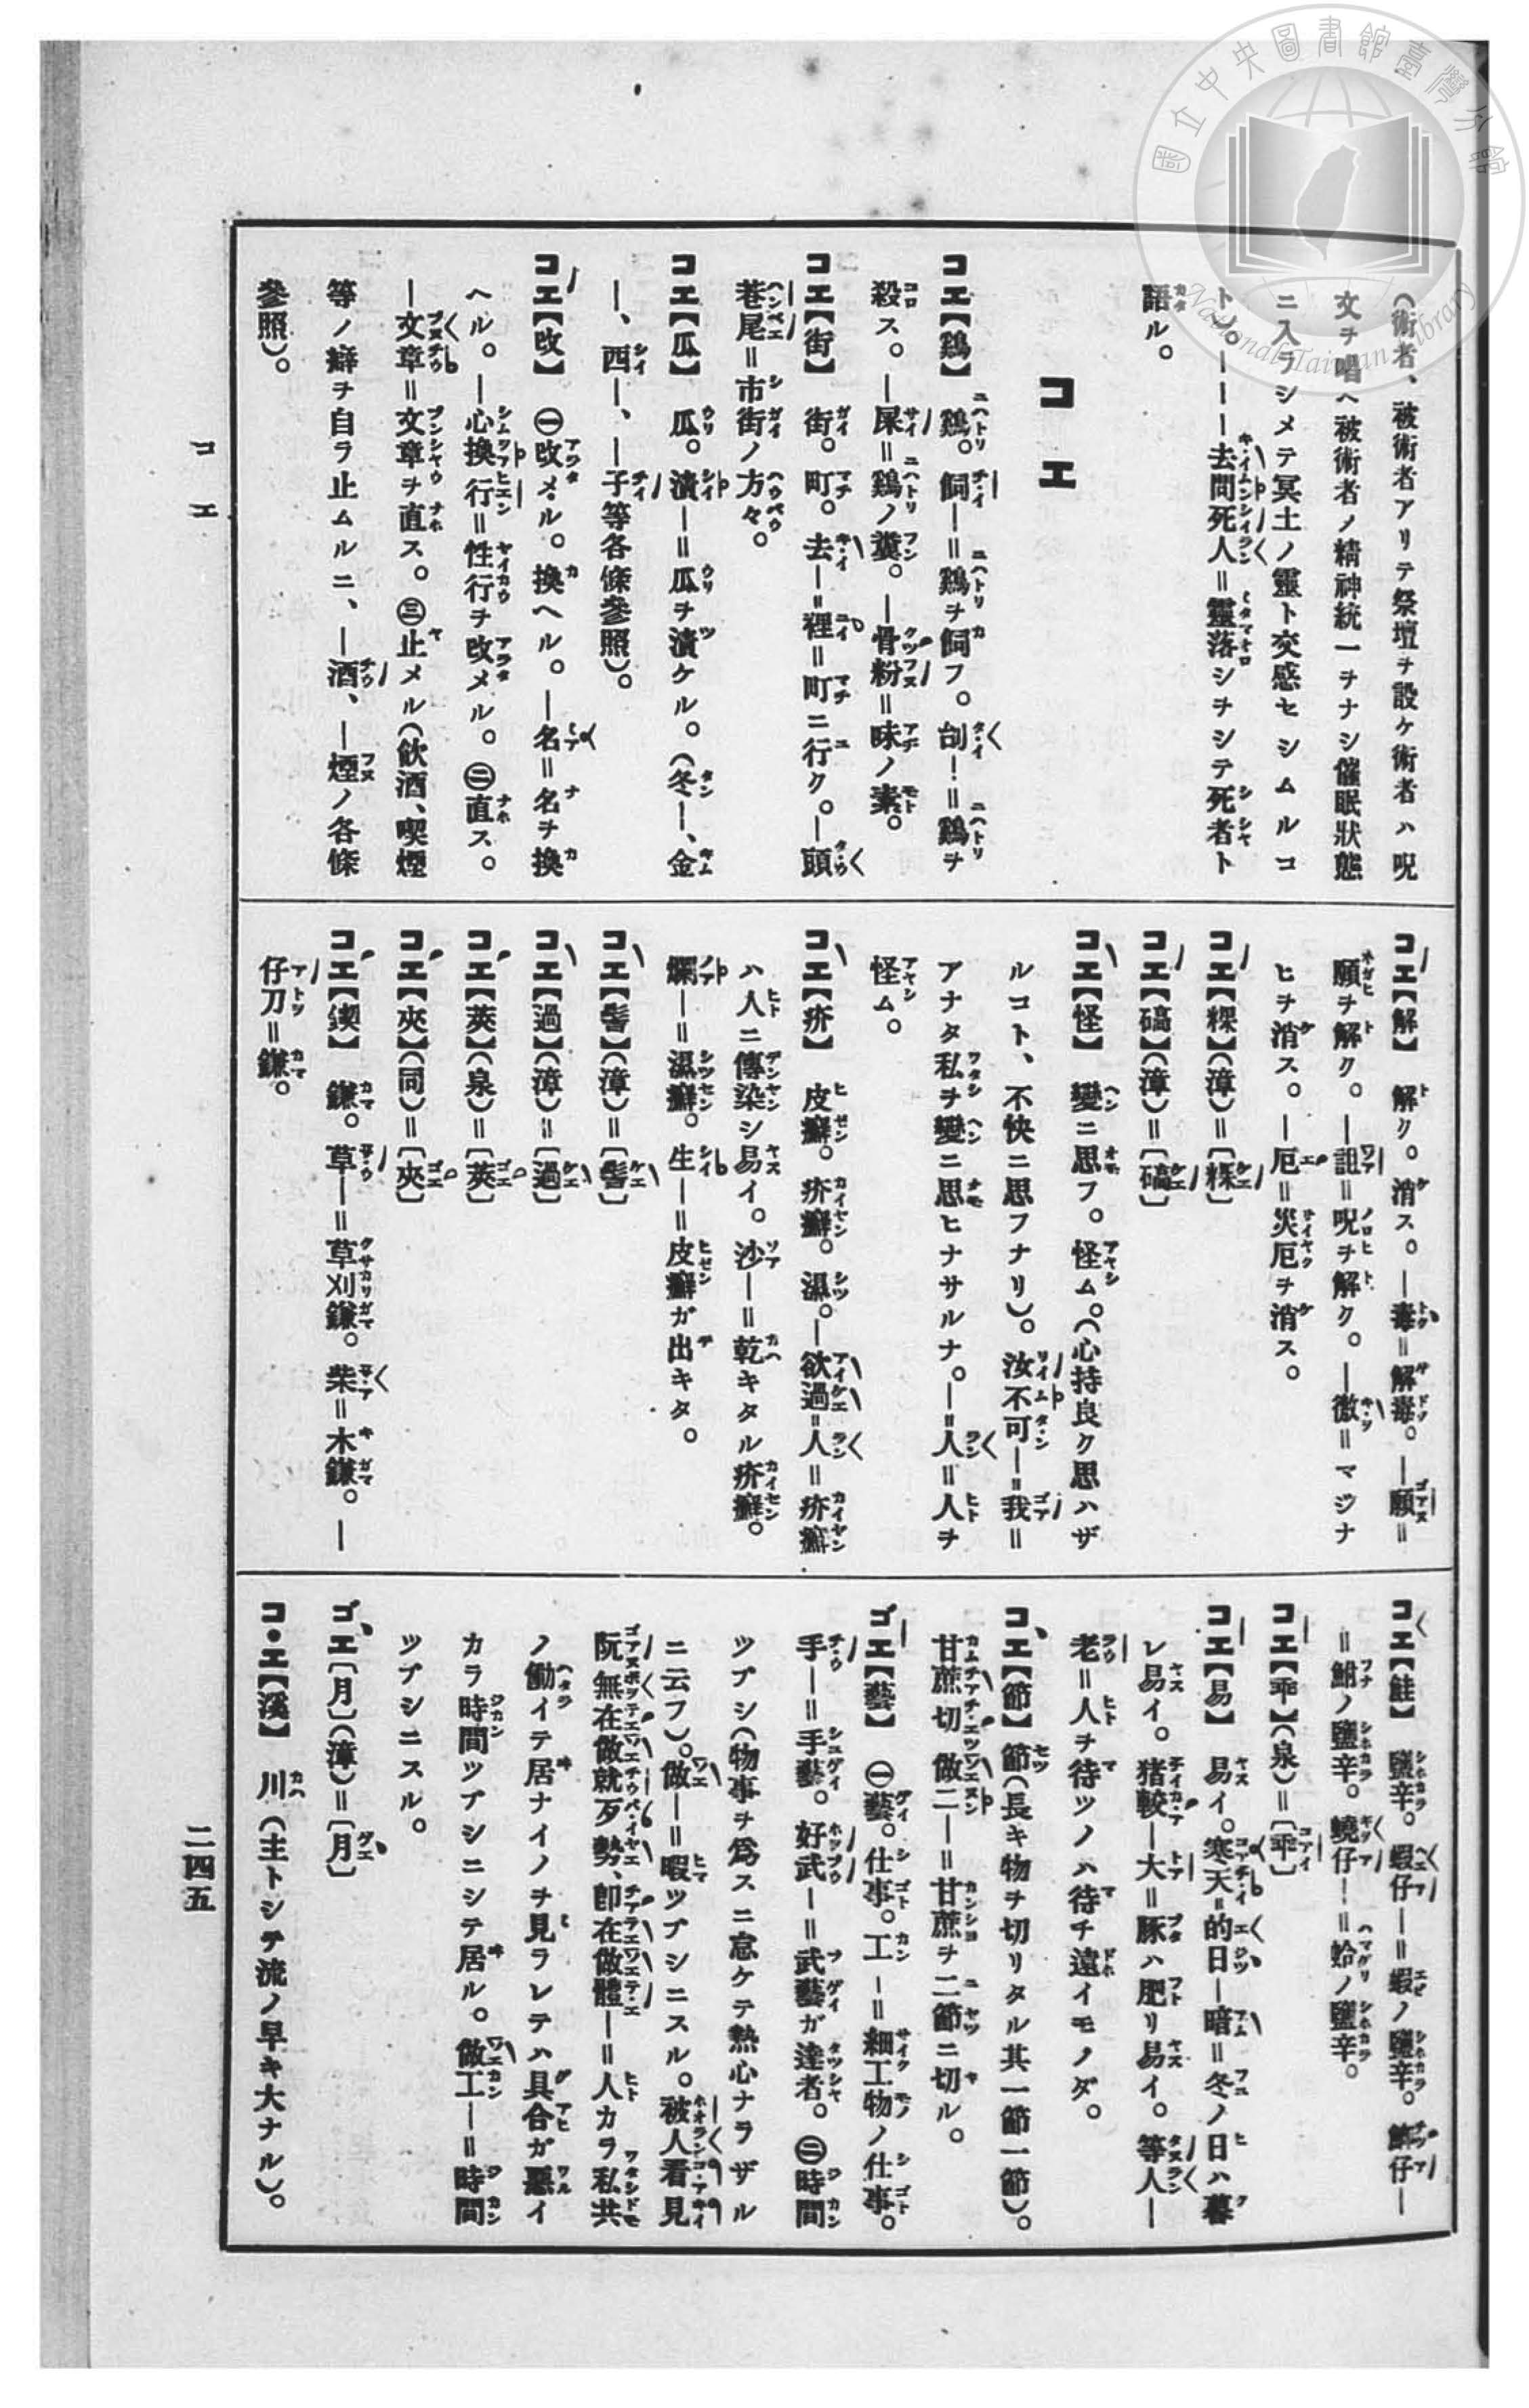 (術者、被術者アリテ祭壇ヲ設ケ術者ハ呪
文ヲ唱ヘ被術者ノ精神統一ヲナシ催眠狀態
ニ入ラシメテ冥土ノ靈ト交感セシムルコ
ト)。———去問死人＝靈落シヲシテ死者ト
語ル。
コエ
コエ【鷄】 鷄。飼—＝鷄ヲ飼フ。刣—＝鷄ヲ
殺ス。—屎＝鷄ノ糞。—骨粉＝味ノ素。
コエ【街】 街。町。去—＝裡＝町ニ行ク。—頭
巷尾＝市街ノ方々。
コエ【瓜】 瓜。漬—＝瓜ヲ漬ケル。(冬—、金
—、西—、—子等各條參照)。
コエ【改】 ㊀改メル。換ヘル。—名＝名ヲ換
ヘル。—心換行＝性行ヲ改メル。㊁直ス。
—文章＝文章ヲ直ス。㊂止メル(飮酒、喫煙
等ノ癖ヲ自ラ止ムルニ、—酒、—煙ノ各條
參照)。
コエ【解】 解ク。消ス。—毒＝解毒。—願＝
願ヲ解ク。—詛＝呪ヲ解ク。—徼＝マジナ
ヒヲ消ス。—厄＝災厄ヲ消ス。
コエ【粿】(漳)＝[粿]
コエ【碻】(漳)＝[碻]
コエ【怪】 變ニ思フ。怪ム。(心持良ク思ハザ
ルコト、不快ニ思フナリ)。汝不可—＝我＝
アナタ私ヲ變ニ思ヒナサルナ。—＝人＝人ヲ
怪ム。
コエ【疥】 皮癬。疥癬。濕。—欲過＝人＝疥癬
ハ人ニ傳染シ易イ。沙—＝乾キタル疥癬。
爛—＝濕癬。生—＝皮癬ガ出キタ。
コエ【髻】(漳)＝[髻]
コエ【過】(漳)＝[過]
コエ【莢】(泉)＝[莢]
コエ【夾】(同)＝[夾]
コエ【鍥】 鎌。草—＝草刈鎌。柴＝木鎌。—
仔刀＝鎌。
コエ【鮭】 鹽辛。蝦仔—＝蝦ノ鹽辛。仔—
＝鮒ノ鹽辛。蟯仔—＝蛤ノ鹽辛。
コエ【乖】(泉)＝[乖]
コエ【易】 易イ。寒天＝的日—暗＝冬ノ日ハ暮
レ易イ。猪較—大＝豚ハ肥リ易イ。等人—
老＝人ヲ待ツノハ待チ遠イモノダ。
コエ【節】 節(長キ物ヲ切リタル其一節一節)。
甘蔗切做二—＝甘蔗ヲ二節ニ切ル。
ゴエ【藝】 ㊀藝。仕事。工—＝細工物ノ仕事。
手—＝手藝。好武—＝武藝ガ達者。㊁時間
ツブシ(物事ヲ爲スニ怠ケテ熱心ナラザル
ニ云フ)。做—＝暇ツブシニスル。被人看見
阮無在做就歹勢、卽在做體—＝人カラ私共
ノ働イテ居ナイノヲ見ラレテハ具合ガ惡イ
カラ時間ツブシニシテ居ル。做工—＝時間
ツブシニスル。
ゴエ[月](漳)＝[月]
コ・エ【溪】 川(主トシテ流ノ早キ大ナル)。
コエ
二四五
國立中央圖書館臺灣分館
National Taiwan Library